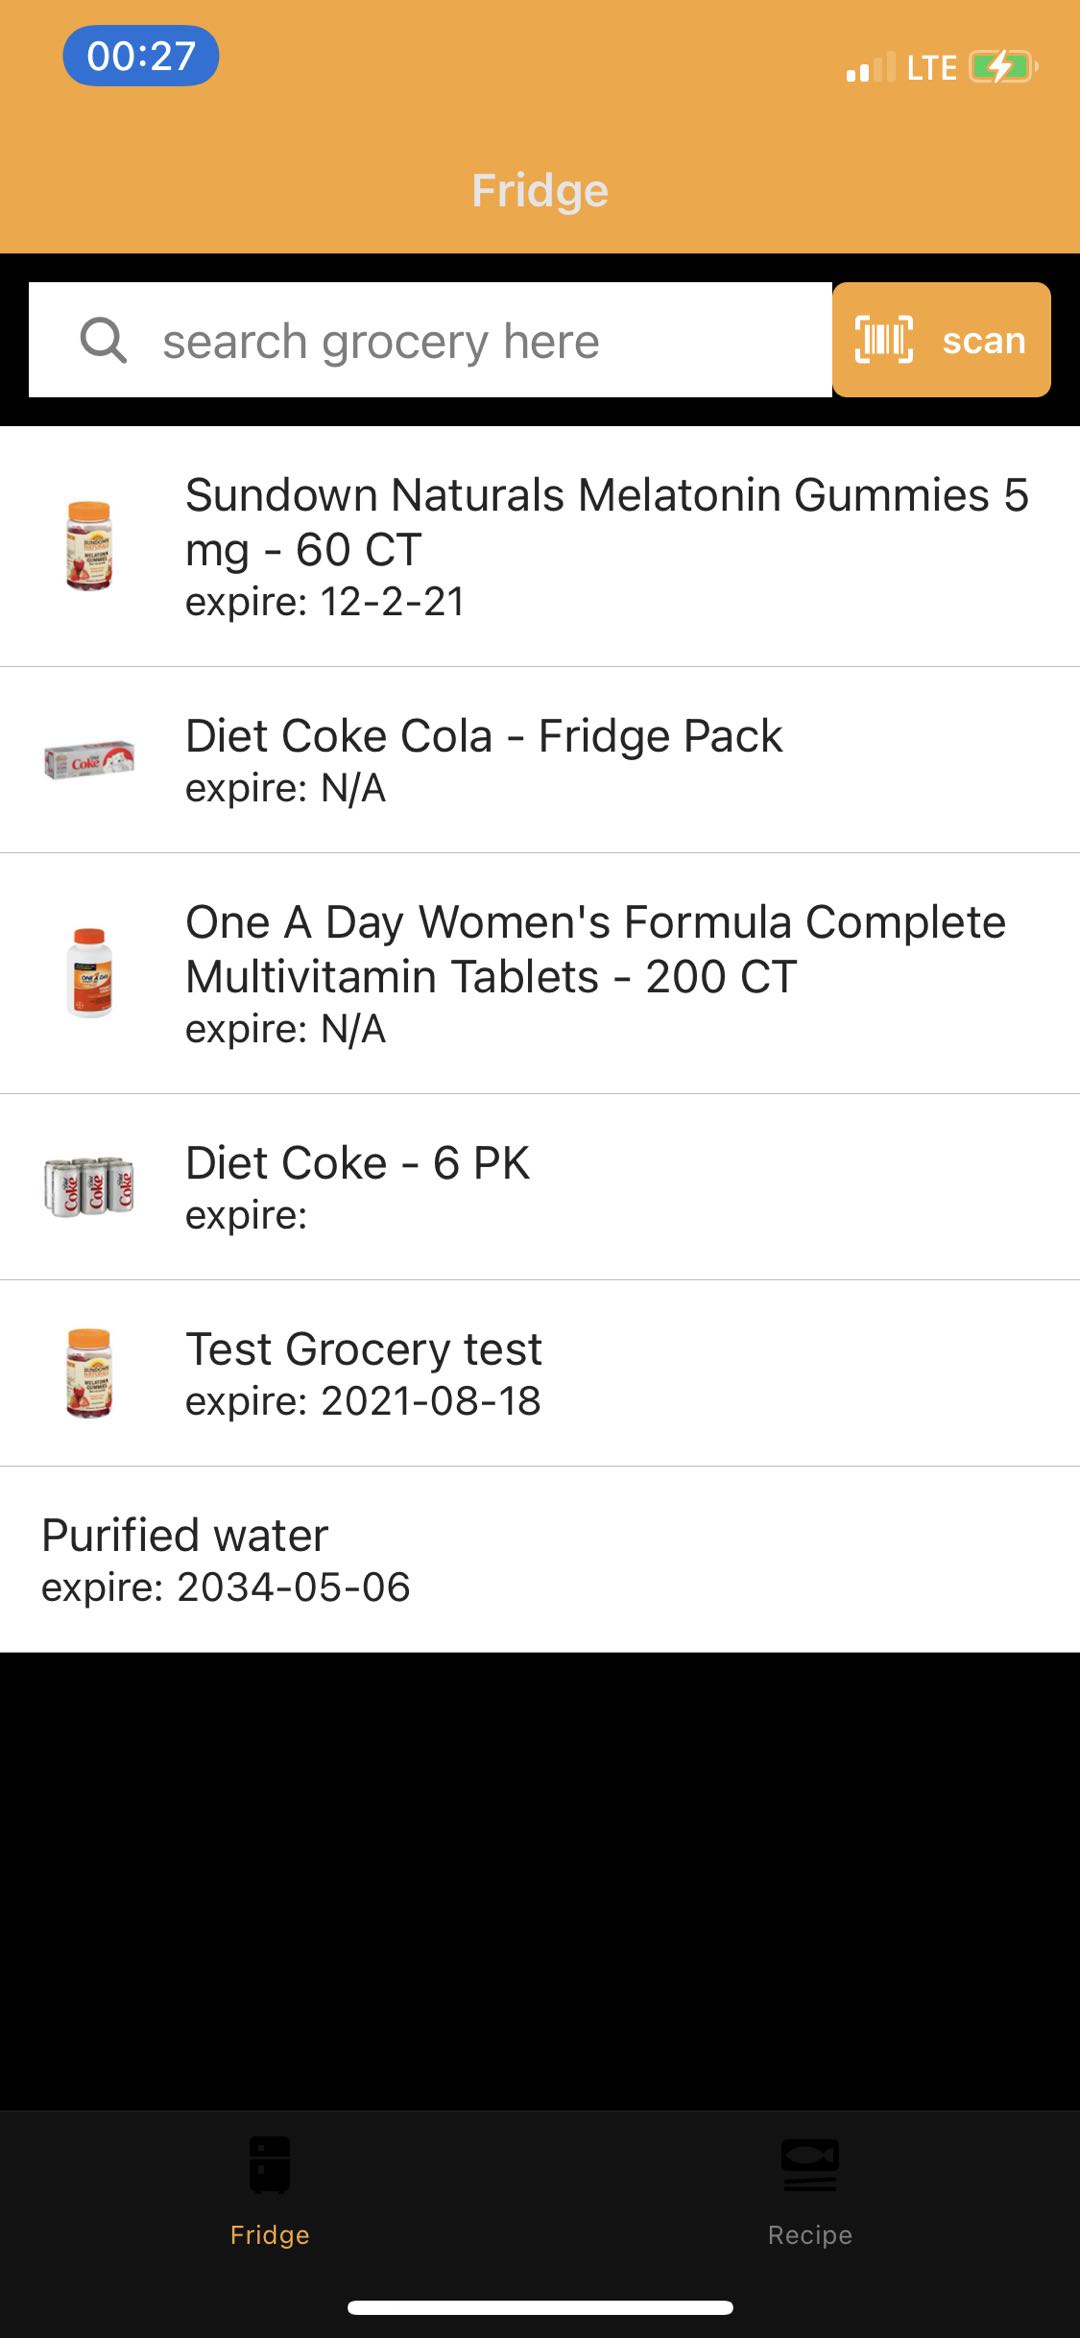 00:27
LTE
Fridge
search grocery here
scan
Sundown Naturals Melatonin Gummies 5
mg - 60 CT
expire: 12-2-21
Diet Coke Cola - Fridge Pack
expire: N/A
One A Day Women's Formula Complete
Multivitamin Tablets - 200 CT
expire: N/A
Diet Coke - 6 PK
expire:
Test Grocery test
expire: 2021-08-18
Purified water
expire: 2034-05-06
Fridge
Recipe